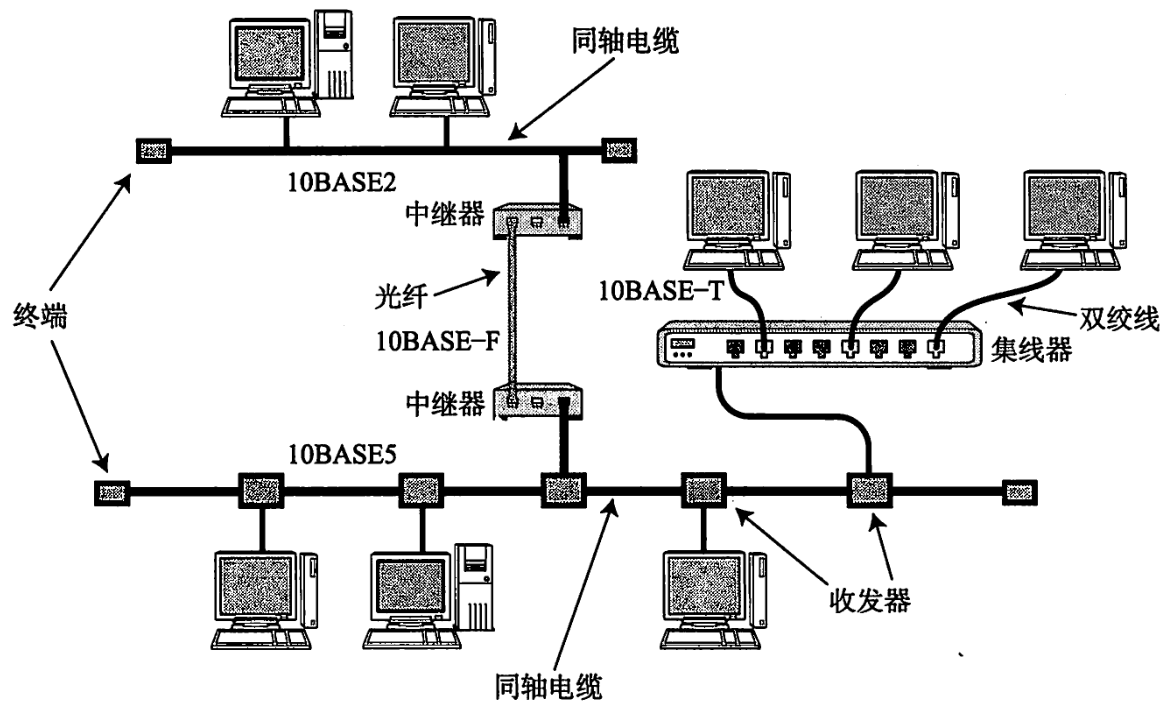 同轴电缆
10BASE2
中继器
光纤
10BASE-T
终端
双绞线
10BASE-F
集线器
中继器
10BASE5
收发器
同轴电缆